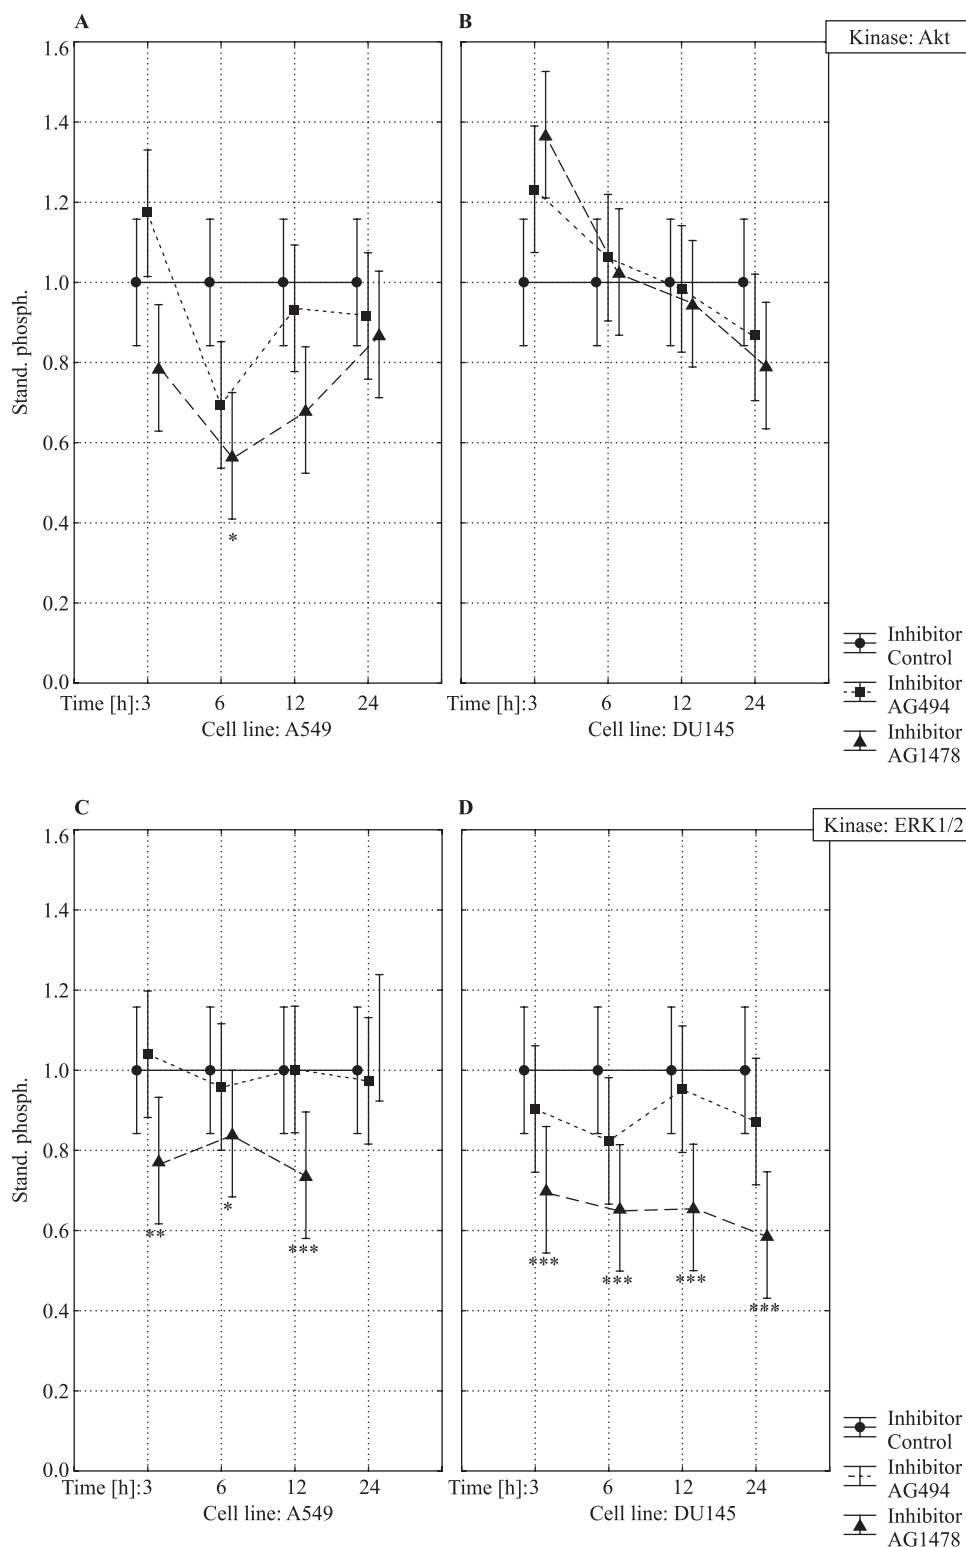 A
B
Kinase: Akt
1.6
1.4
1.2
1.0
0.8
0.6
0.4
0.2
0.0
Stand. phosph.
*
Time [h]:3 6 12 24
Cell line: A549
3 6 12 24
Time [h]:3 6 12 24
Cell line: DU145
Inhibitor
Control
Inhibitor
AG494
Inhibitor
AG1478
C
D
Kinase: ERK1/2
1.6
1.4
1.2
1.0
0.8
0.6
0.4
0.2
0.0
Stand. phosph.
**
*
***
***
***
***
***
Time [h]:3 6 12 24
Cell line: A549
Time [h]:3 6 12 24
Cell line: DU145
Inhibitor
Control
Inhibitor
AG494
Inhibitor
AG1478